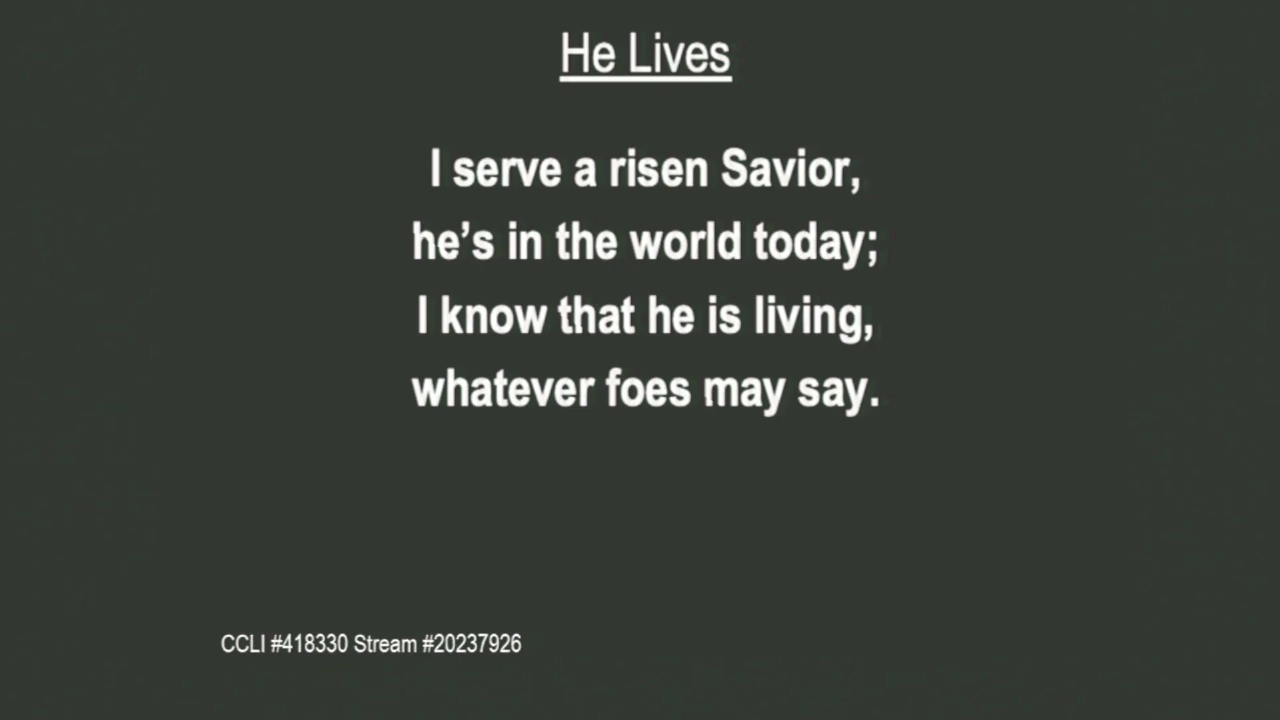 He Lives
I serve a risen Savior,
he’s in the world today;
I know that he is living,
whatever foes may say.
CCLI #418330 Stream #20237926